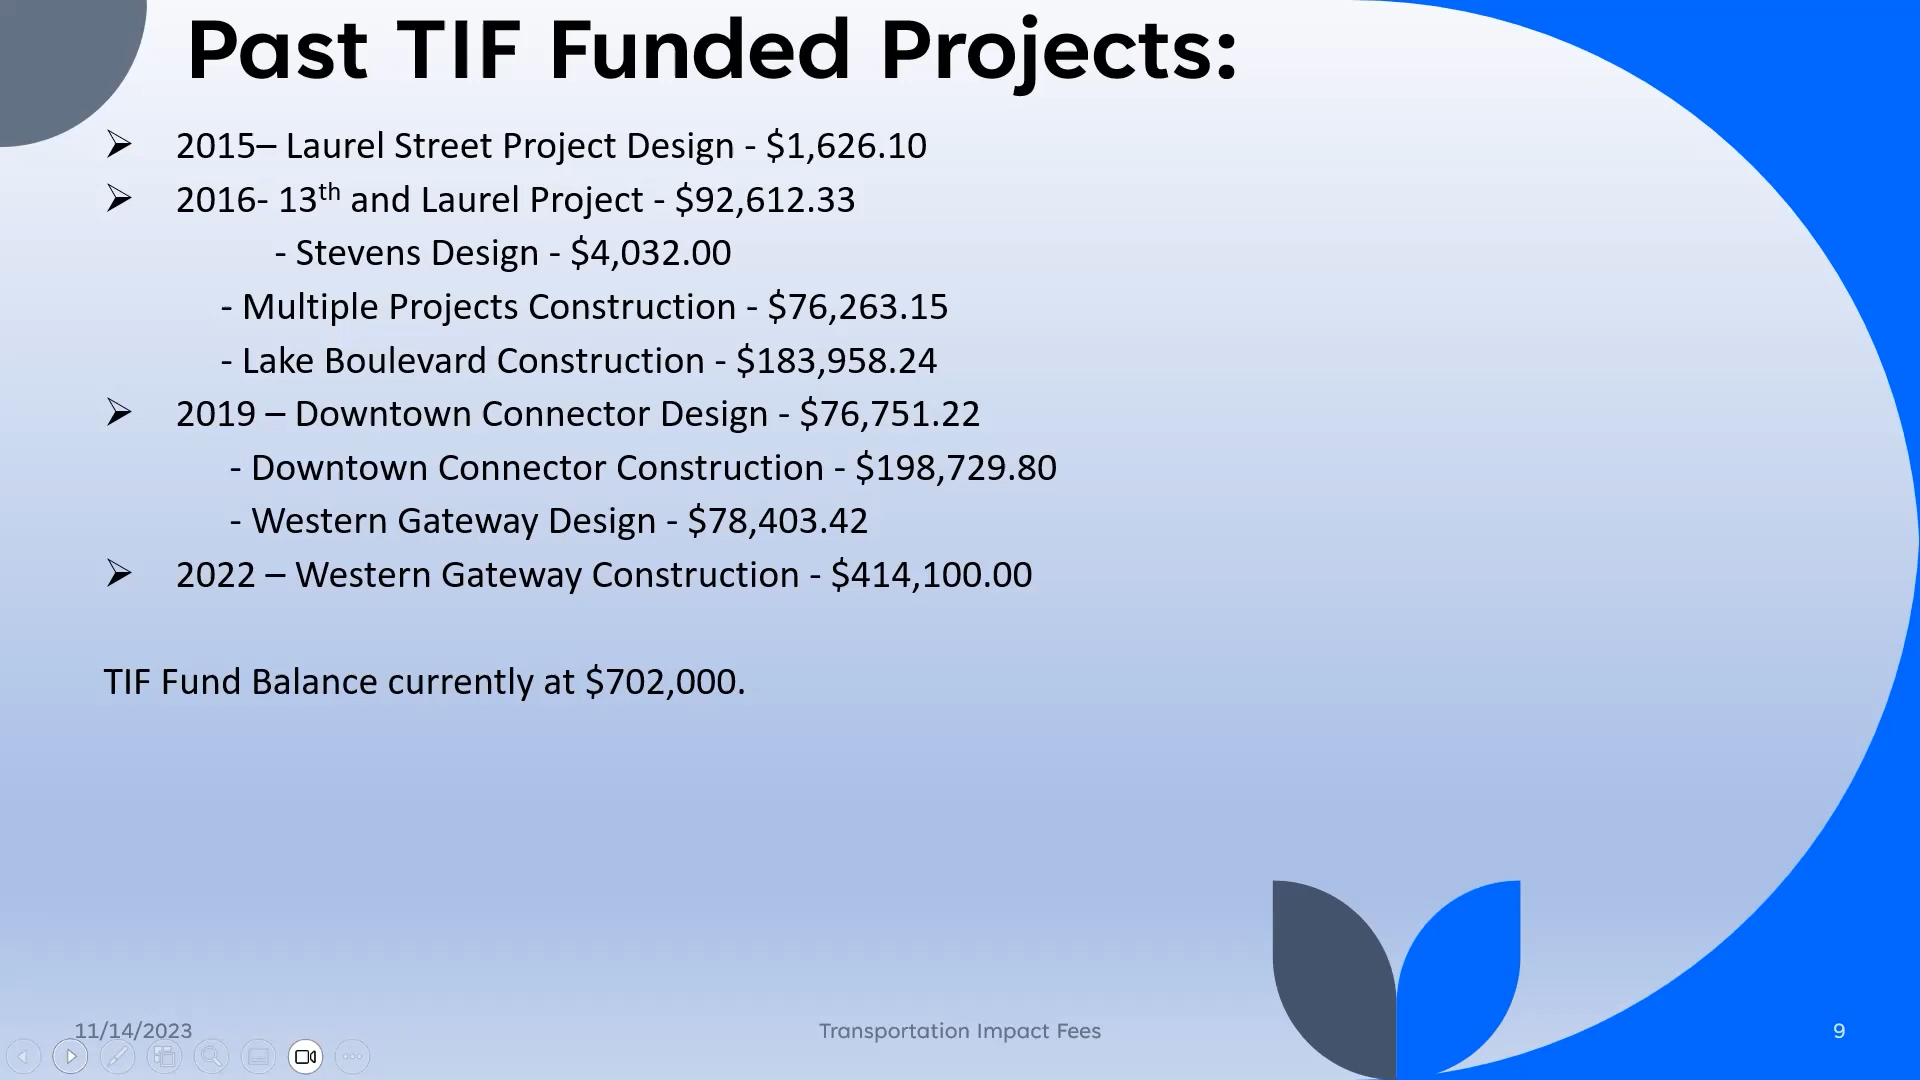 Past TIF Funded Projects:
➢ 2015– Laurel Street Project Design - $1,626.10
➢ 2016- 13th and Laurel Project - $92,612.33
- Stevens Design - $4,032.00
- Multiple Projects Construction - $76,263.15
- Lake Boulevard Construction - $183,958.24
➢ 2019 – Downtown Connector Design - $76,751.22
- Downtown Connector Construction - $198,729.80
- Western Gateway Design - $78,403.42
➢ 2022 – Western Gateway Construction - $414,100.00
TIF Fund Balance currently at $702,000.
11/14/2023
Transportation Impact Fees
9